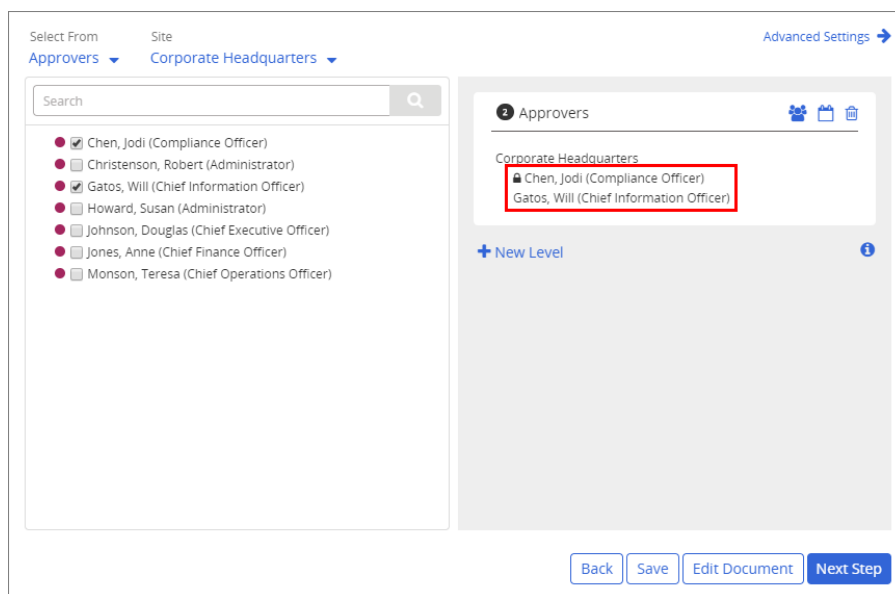 Select From Site
Approvers Corporate Headquarters
Advanced Settings
Search
Chen, Jodi (Compliance Officer)
Christenson, Robert (Administrator)
Gatos, Will (Chief Information Officer)
Howard, Susan (Administrator)
Johnson, Douglas (Chief Executive Officer)
Jones, Anne (Chief Finance Officer)
Monson, Teresa (Chief Operations Officer)
2 Approvers
Corporate Headquarters
Chen, Jodi (Compliance Officer)
Gatos, Will (Chief Information Officer)
New Level
Back Save Edit Document Next Step